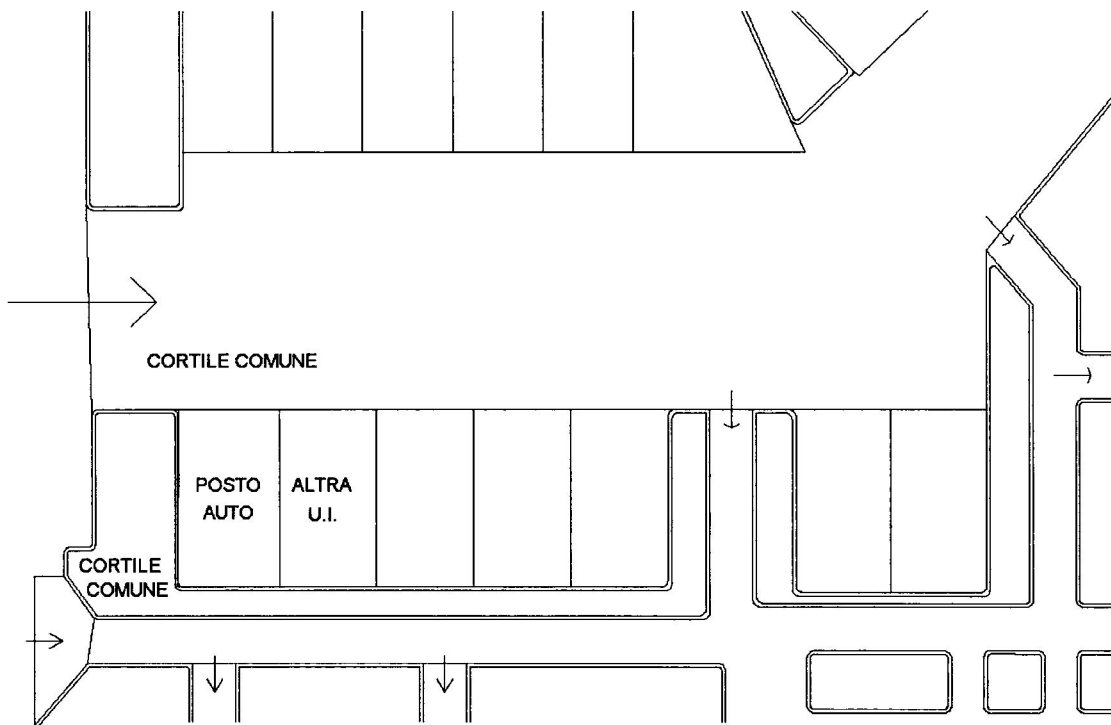 CORTILE COMUNE
POSTO
AUTO
ALTRA
U.I.
CORTILE
COMUNE